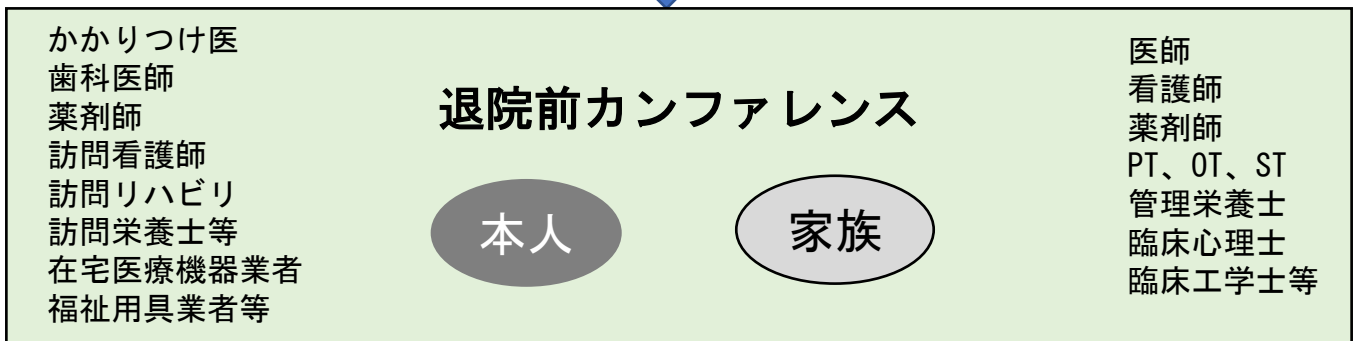 かかりつけ医
歯科医師
薬剤師
訪問看護師
訪問リハビリ
訪問栄養士等
在宅医療機器業者
福祉用具業者等
退院前カンファレンス
本人
家族
医師
看護師
薬剤師
PT、OT、ST
管理栄養士
臨床心理士
臨床工学士等